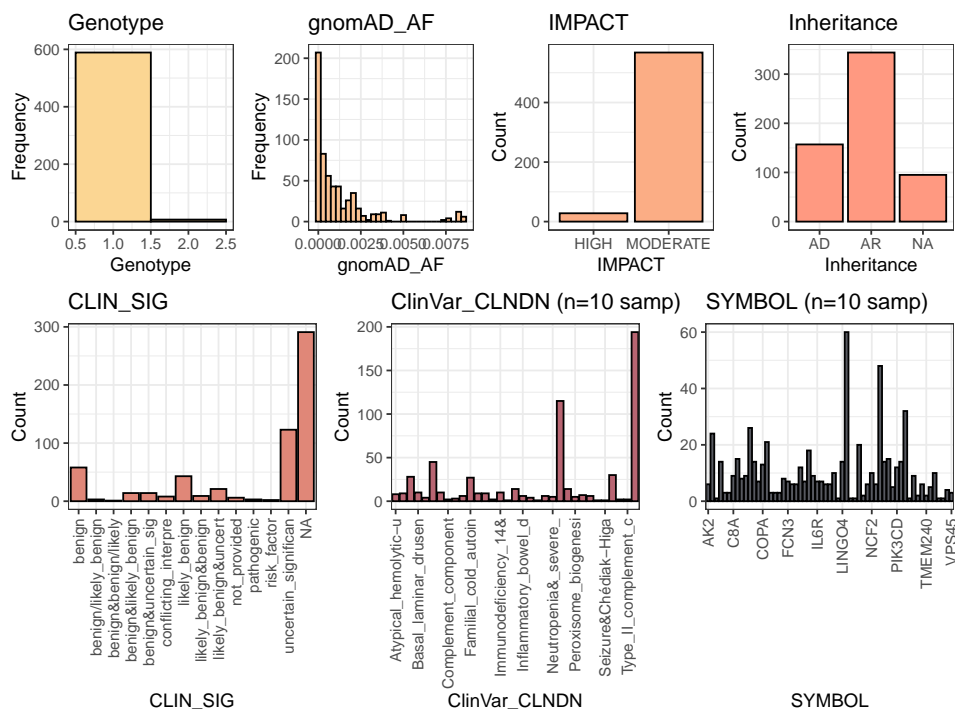 Genotype
Frequency
600
400
200
0
0.5 1.0 1.5 2.0 2.5
Genotype
gnomAD_AF
Frequency
200
150
100
50
0
0.0000 0.0025 0.0050 0.0075
gnomAD_AF
IMPACT
Count
400
200
0
HIGH MODERATE
IMPACT
Inheritance
Count
300
200
100
0
AD AR NA
Inheritance
CLIN_SIG
Count
300
200
100
0
benign
benign/likely_benign
benign&benign/likely
benign&likely_benign
benign&uncertain_sig
conflicting_interpre
likely_benign
likely_benign&benign
likely_benign&uncert
not_provided
pathogenic
risk_factor
uncertain_significan
NA
CLIN_SIG
ClinVar_CLNDN (n=10 samp)
Count
200
150
100
50
0
Atypical_hemolytic-u
Basal_laminar_drusen
Complement_component
Familial_cold_autoin
Immunodeficiency_14&
Inflammatory_bowel_d
Neutropenia&_severe_
Peroxisome_biogenesi
Seizure&Chédiak-Higa
Type_II_complement_c
ClinVar_CLNDN
SYMBOL (n=10 samp)
Count
60
40
20
0
AK2
C8A
COPA
FCN3
IL6R
LINGO4
NCF2
PIK3CD
TMEM240
VPS45
SYMBOL